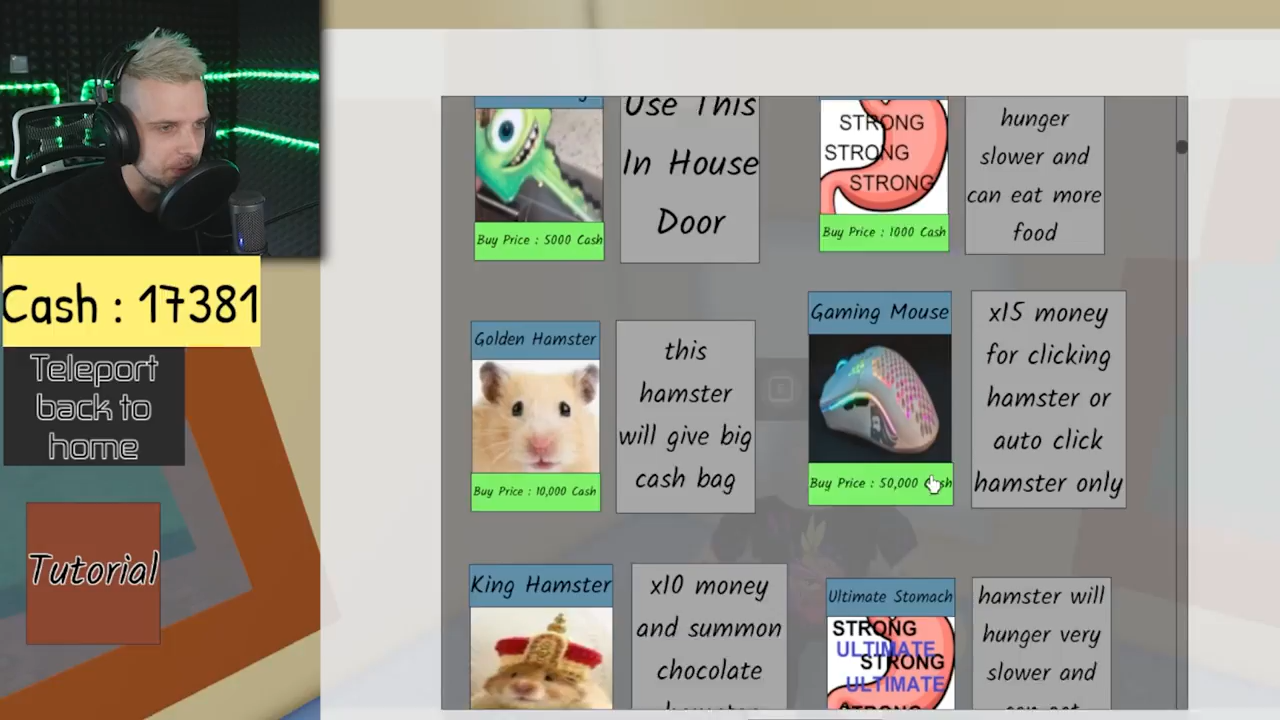 Use This
In House
Door
Buy Price : 5000 Cash
STRONG
STRONG
STRONG
Buy Price : 1000 Cash
hunger
slower and
can eat more
food
Cash : 17381
Teleport
back to
home
Tutorial
Golden Hamster
Buy Price : 10,000 Cash
this
hamster
will give big
cash bag
Gaming Mouse
Buy Price : 50,000 Cash
x15 money
for clicking
hamster or
auto click
hamster only
King Hamster
x10 money
and summon
chocolate
Ultimate Stomach
STRONG
ULTIMATE
STRONG
ULTIMATE
hamster will
hunger very
slower and